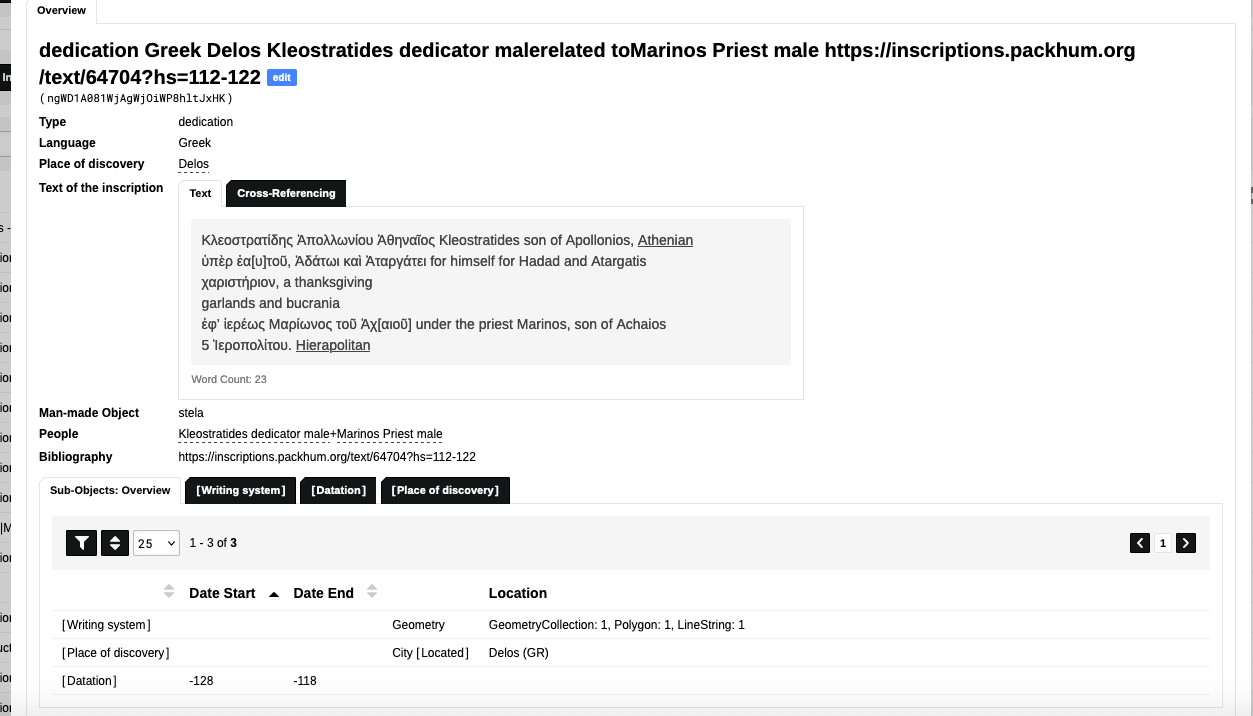 Overview
dedication Greek Delos Kleostratides dedicator malerelated toMarinos Priest male https://inscriptions.packhum.org
/text/64704?hs=112-122 edit
(ngWD1A081WjAgWjOiWP8hltJxHK)
Type dedication
Language Greek
Place of discovery Delos
Text of the inscription Text Cross-Referencing
Κλεοστρατίδης Ἀπολλωνίου Ἀθηναῖος Kleostratides son of Apollonios, Athenian
ὑπὲρ ἑα[υ]τοῦ, Ἀδάτωι καὶ Ἀταργάτει for himself for Hadad and Atargatis
χαριστήριον, a thanksgiving
garlands and bucrania
ἐφ' ἱερέως Μαρίωνος τοῦ Ἀχ[αιοῦ] under the priest Marinos, son of Achaios
5 Ἱεροπολίτου. Hierapolitan
Word Count: 23
Man-made Object stela
People Kleostratides dedicator male+Marinos Priest male
Bibliography https://inscriptions.packhum.org/text/64704?hs=112-122
Sub-Objects: Overview [Writing system] [Datation] [Place of discovery]
25 1 - 3 of 3 1
Date Start Date End Location
[Writing system] Geometry GeometryCollection: 1, Polygon: 1, LineString: 1
[Place of discovery] City [Located] Delos (GR)
[Datation] -128 -118